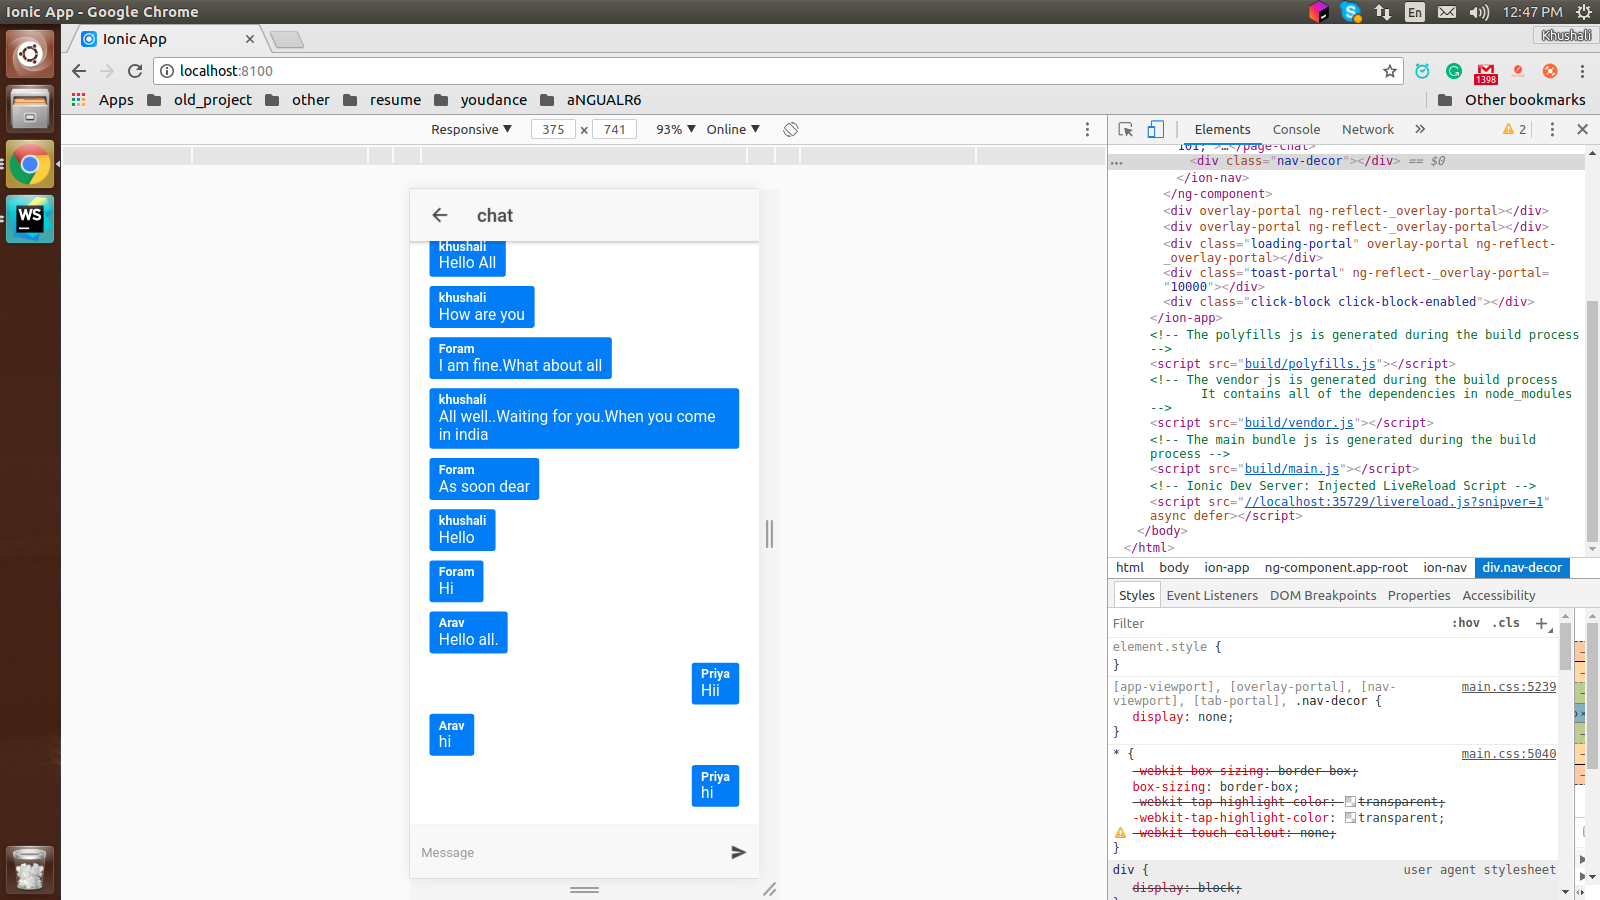 Ionic App - Google Chrome
En
12:47 PM
Ionic App
Khushali
localhost:8100
1398
Apps
old_project
other
resume
youdance
aNGUALR6
Other bookmarks
Responsive ▼
375 × 741
93% ▼
Online ▼
Elements
Console
Network
»
2
WS
chat
khushali
Hello All
khushali
How are you
Foram
I am fine.What about all
khushali
All well..Waiting for you.When you come
in india
Foram
As soon dear
khushali
Hello
Foram
Hi
Arav
Hello all.
Priya
Hii
Arav
hi
Priya
hi
Message
101; ">…</page-chat>
<div class="nav-decor"></div> == $0
</ion-nav>
</ng-component>
<div overlay-portal ng-reflect-_overlay-portal></div>
<div overlay-portal ng-reflect-_overlay-portal></div>
<div class="loading-portal" overlay-portal ng-reflect-
_overlay-portal></div>
<div class="toast-portal" ng-reflect-_overlay-portal=
"10000"></div>
<div class="click-block click-block-enabled"></div>
</ion-app>
<!-- The polyfills js is generated during the build process
-->
<script src="build/polyfills.js"></script>
<!-- The vendor js is generated during the build process
It contains all of the dependencies in node_modules
-->
<script src="build/vendor.js"></script>
<!-- The main bundle js is generated during the build
process -->
<script src="build/main.js"></script>
<!-- Ionic Dev Server: Injected LiveReload Script -->
<script src="//localhost:35729/livereload.js?snipver=1"
async defer></script>
</body>
</html>
html body ion-app ng-component.app-root ion-nav div.nav-decor
Styles Event Listeners DOM Breakpoints Properties Accessibility
Filter :hov .cls +
element.style {
}
[app-viewport], [overlay-portal], [nav- main.css:5239
viewport], [tab-portal], .nav-decor {
display: none;
}
* { main.css:5040
-webkit-box-sizing: border-box;
box-sizing: border-box;
-webkit-tap-highlight-color: transparent;
-webkit-tap-highlight-color: transparent;
-webkit-touch-callout: none;
}
div { user agent stylesheet
display: block;